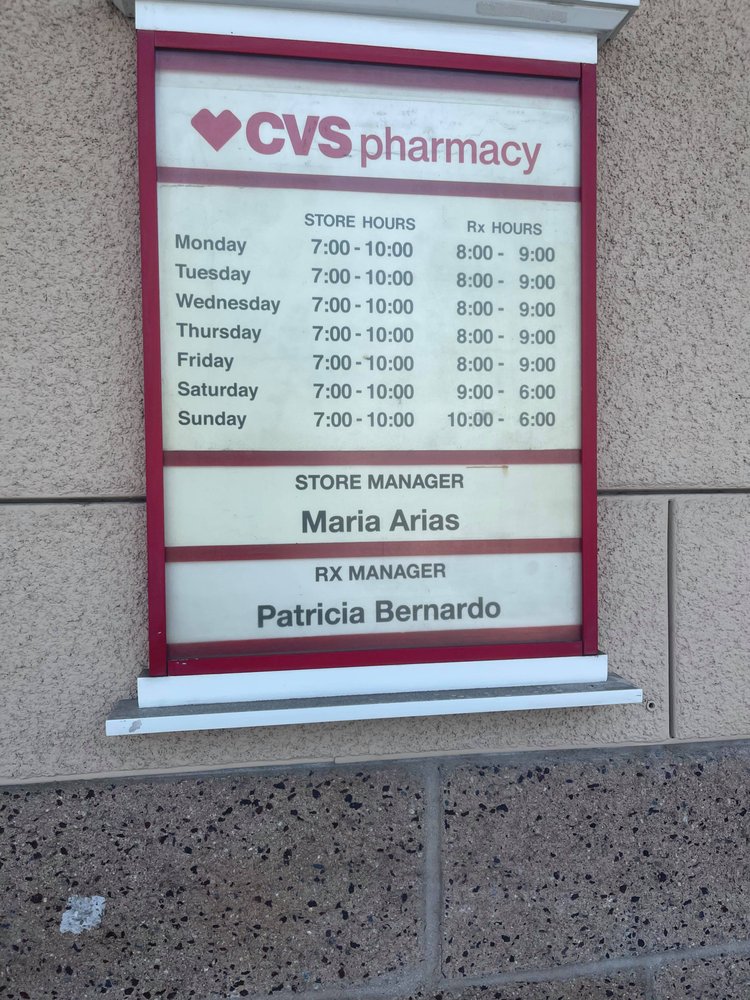 CVS pharmacy
STORE HOURS Rx HOURS
Monday 7:00 - 10:00 8:00 - 9:00
Tuesday 7:00 - 10:00 8:00 - 9:00
Wednesday 7:00 - 10:00 8:00 - 9:00
Thursday 7:00 - 10:00 8:00 - 9:00
Friday 7:00 - 10:00 8:00 - 9:00
Saturday 7:00 - 10:00 9:00 - 6:00
Sunday 7:00 - 10:00 10:00 - 6:00
STORE MANAGER
Maria Arias
RX MANAGER
Patricia Bernardo